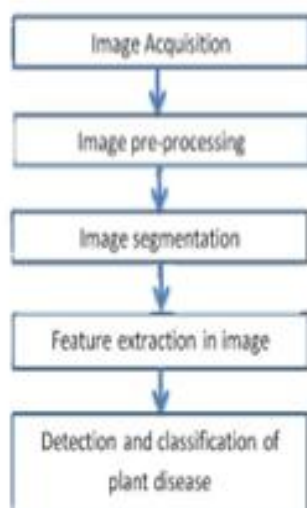 Image Acquisition
Image pre-processing
Image segmentation
Feature extraction in image
Detection and classification of
plant disease